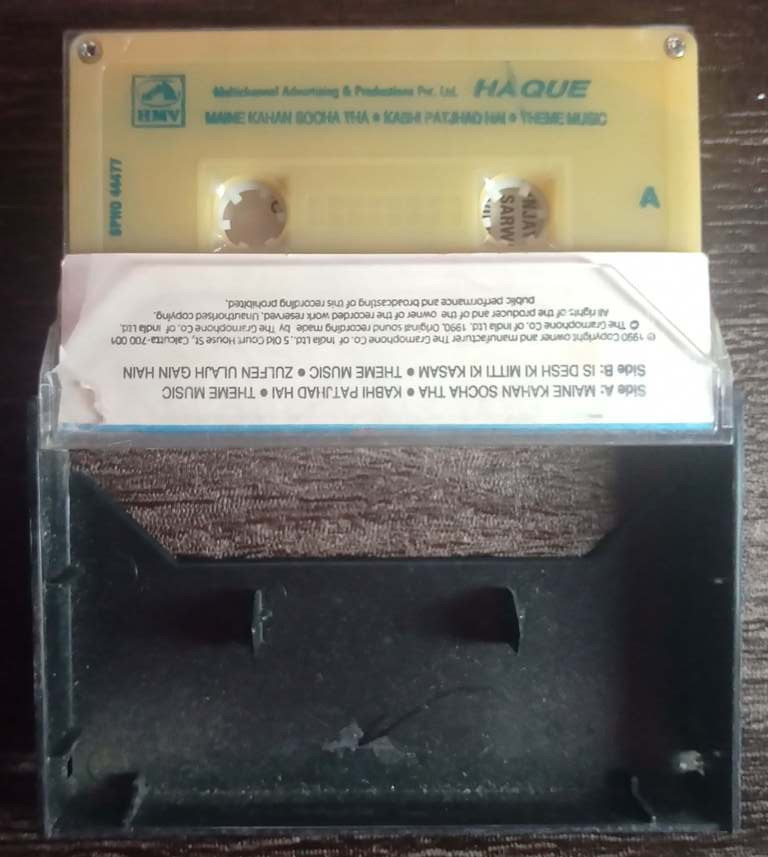 HMV
Multichannel Advertising & Productions Pvt. Ltd. HAQUE
MAINE KAHAN SOCHA THA • KABHI PATJHAD HAI • THEME MUSIC
SPHO 44477
A
NJAY
SARW
Side A: MAINE KAHAN SOCHA THA • KABHI PATJHAD HAI • THEME MUSIC
Side B: IS DESH KI MITTI KI KASAM • THEME MUSIC • ZULFEN ULAJH GAIN HAIN
℗ 1990 Copyright owner and manufacturer The Gramophone Co. of India Ltd., 5 Old Court House St., Calcutta-700 001
© The Gramophone Co. of India Ltd. 1990. Original sound recording made by The Gramophone Co. of India Ltd.
All rights of the producer and of the owner of the recorded work reserved. Unauthorised copying,
public performance and broadcasting of this recording prohibited.